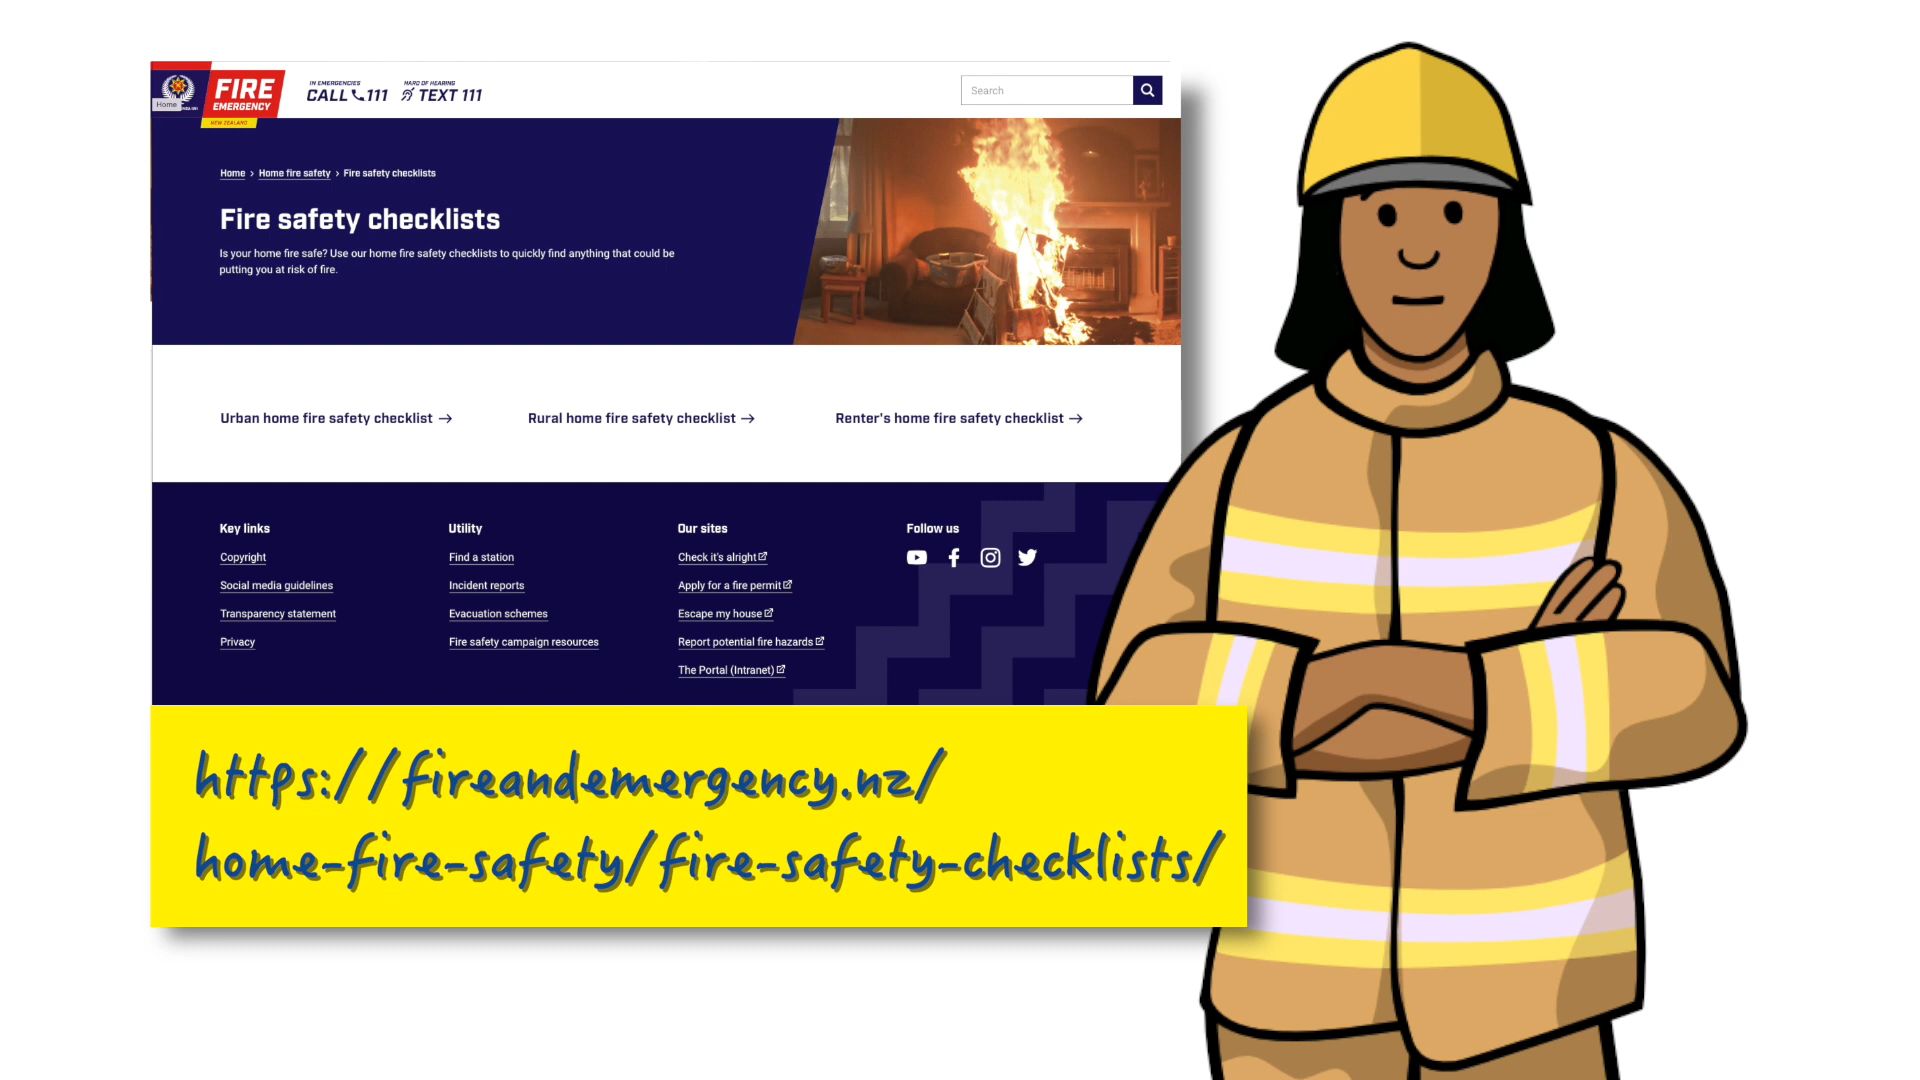 FIRE
EMERGENCY
NEW ZEALAND
Home
IN EMERGENCIES
CALL 111
HARD OF HEARING
TEXT 111
Search
Home > Home fire safety > Fire safety checklists
Fire safety checklists
Is your home fire safe? Use our home fire safety checklists to quickly find anything that could be
putting you at risk of fire.
Urban home fire safety checklist →
Rural home fire safety checklist →
Renter's home fire safety checklist →
Key links
Copyright
Social media guidelines
Transparency statement
Privacy
Utility
Find a station
Incident reports
Evacuation schemes
Fire safety campaign resources
Our sites
Check it's alright
Apply for a fire permit
Escape my house
Report potential fire hazards
The Portal (Intranet)
Follow us
https://fireandemergency.nz/
home-fire-safety/fire-safety-checklists/